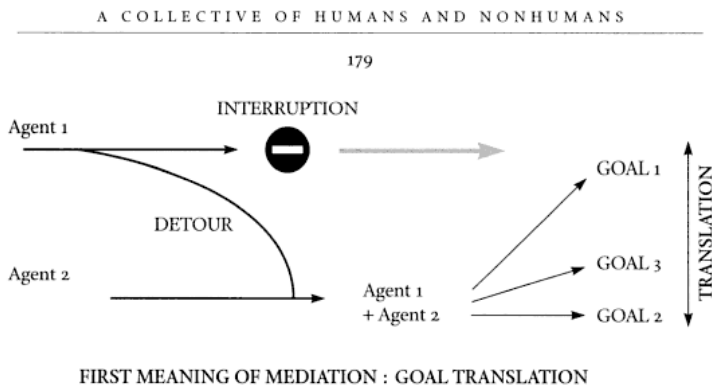 A COLLECTIVE OF HUMANS AND NONHUMANS
179
INTERRUPTION
Agent 1
GOAL 1
DETOUR
TRANSLATION
Agent 2
GOAL 3
Agent 1
+ Agent 2
GOAL 2
FIRST MEANING OF MEDIATION : GOAL TRANSLATION